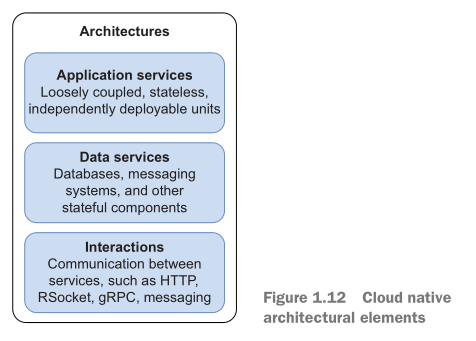 Architectures
Application services
Loosely coupled, stateless,
independently deployable units
Data services
Databases, messaging
systems, and other
stateful components
Interactions
Communication between
services, such as HTTP,
RSocket, gRPC, messaging
Figure 1.12 Cloud native
architectural elements